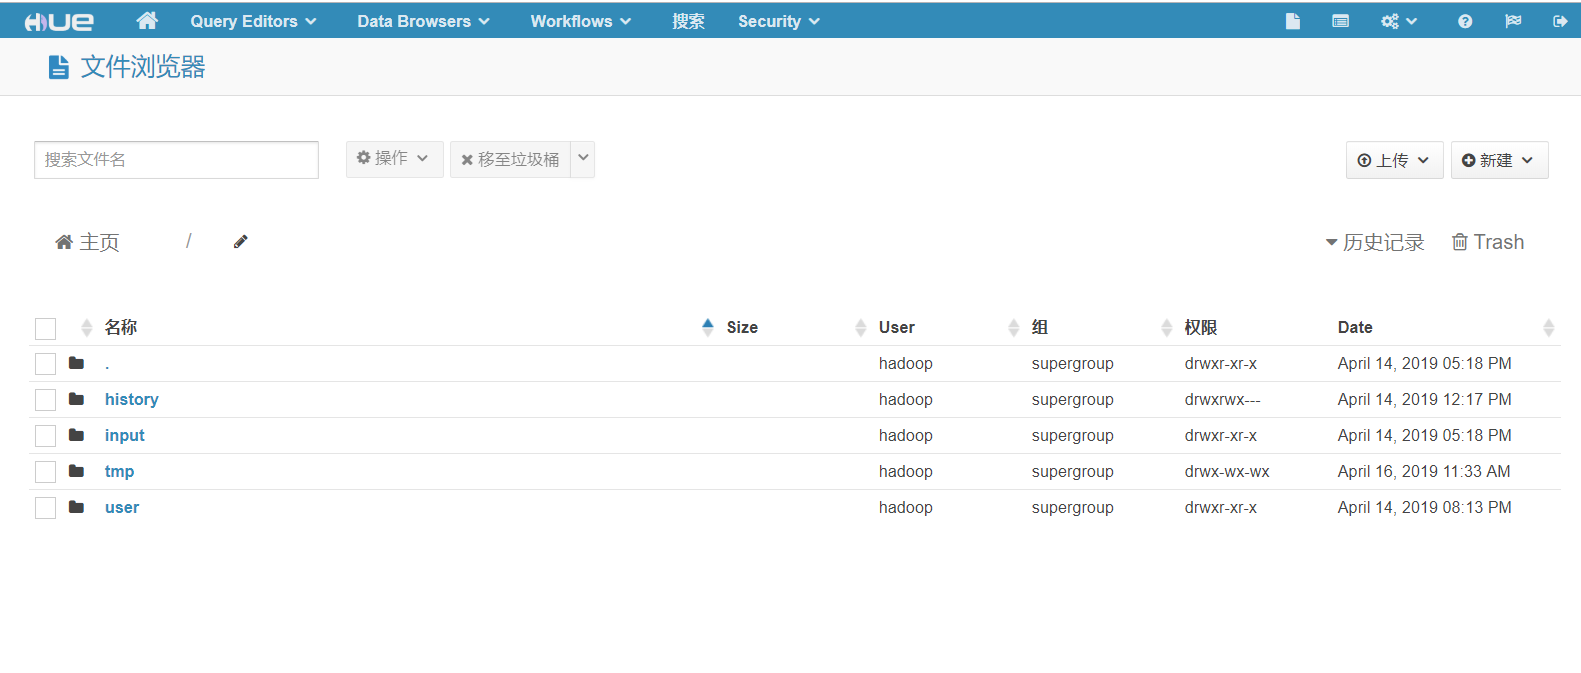 HUE Query Editors Data Browsers Workflows 搜索 Security
文件浏览器
搜索文件名 操作 移至垃圾桶 上传 新建
主页 / 历史记录 Trash
名称 Size User 组 权限 Date
. hadoop supergroup drwxr-xr-x April 14, 2019 05:18 PM
history hadoop supergroup drwxrwx--- April 14, 2019 12:17 PM
input hadoop supergroup drwxr-xr-x April 14, 2019 05:18 PM
tmp hadoop supergroup drwx-wx-wx April 16, 2019 11:33 AM
user hadoop supergroup drwxr-xr-x April 14, 2019 08:13 PM